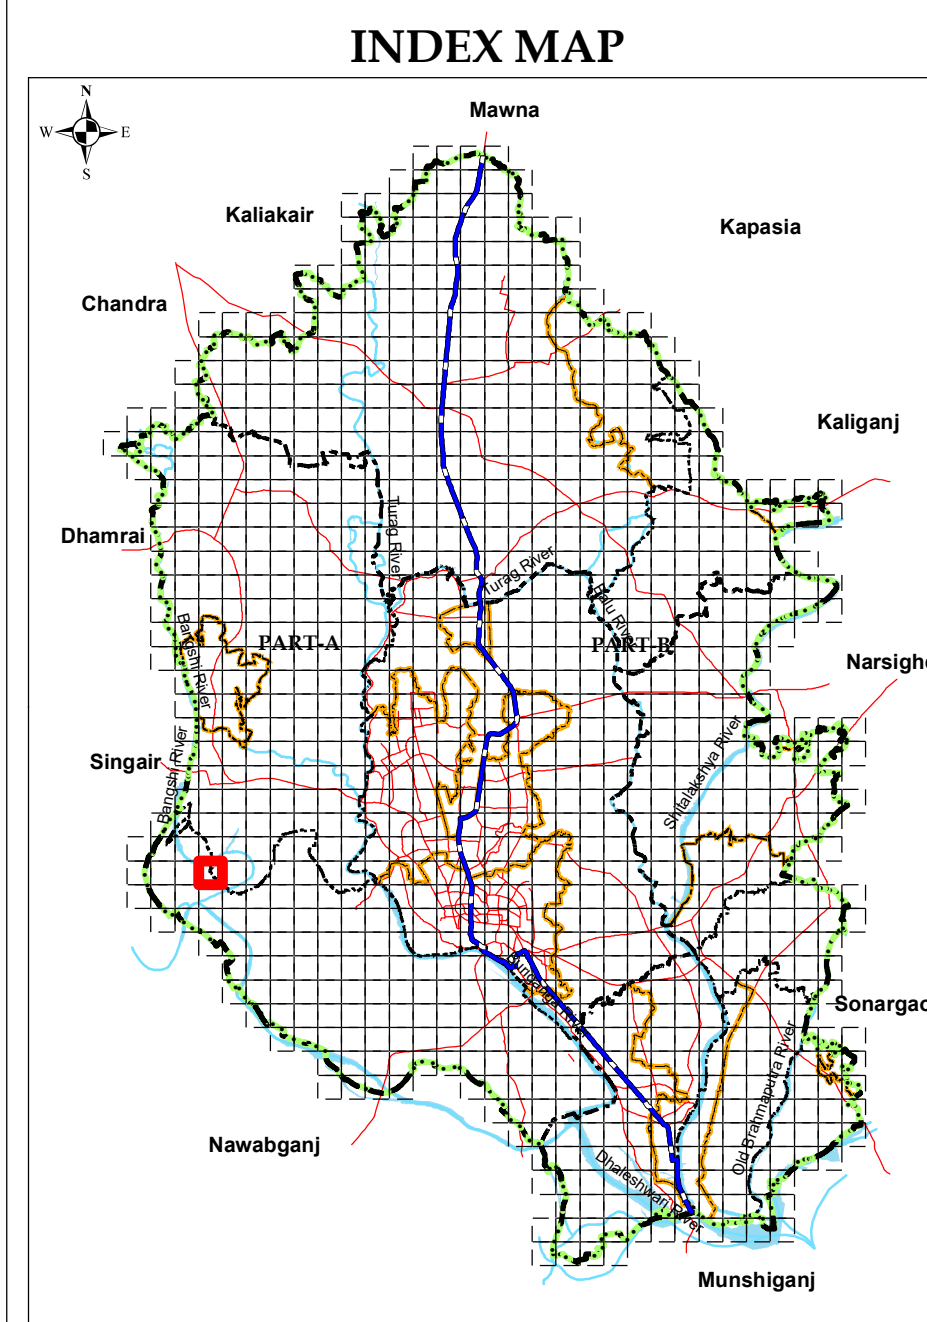 INDEX MAP
N
W E
S
Mawna
Kaliakair
Kapasia
Chandra
Kaliganj
Dhamrai
Turag River
Turag River
Balu River
Bangshi River
PART-A
PART-B
Narsigh
Singair
Bangshi River
Shitalakshya River
Buriganga River
Sonargao
Old Brahmaputra River
Nawabganj
Dhaleshwari River
Munshiganj